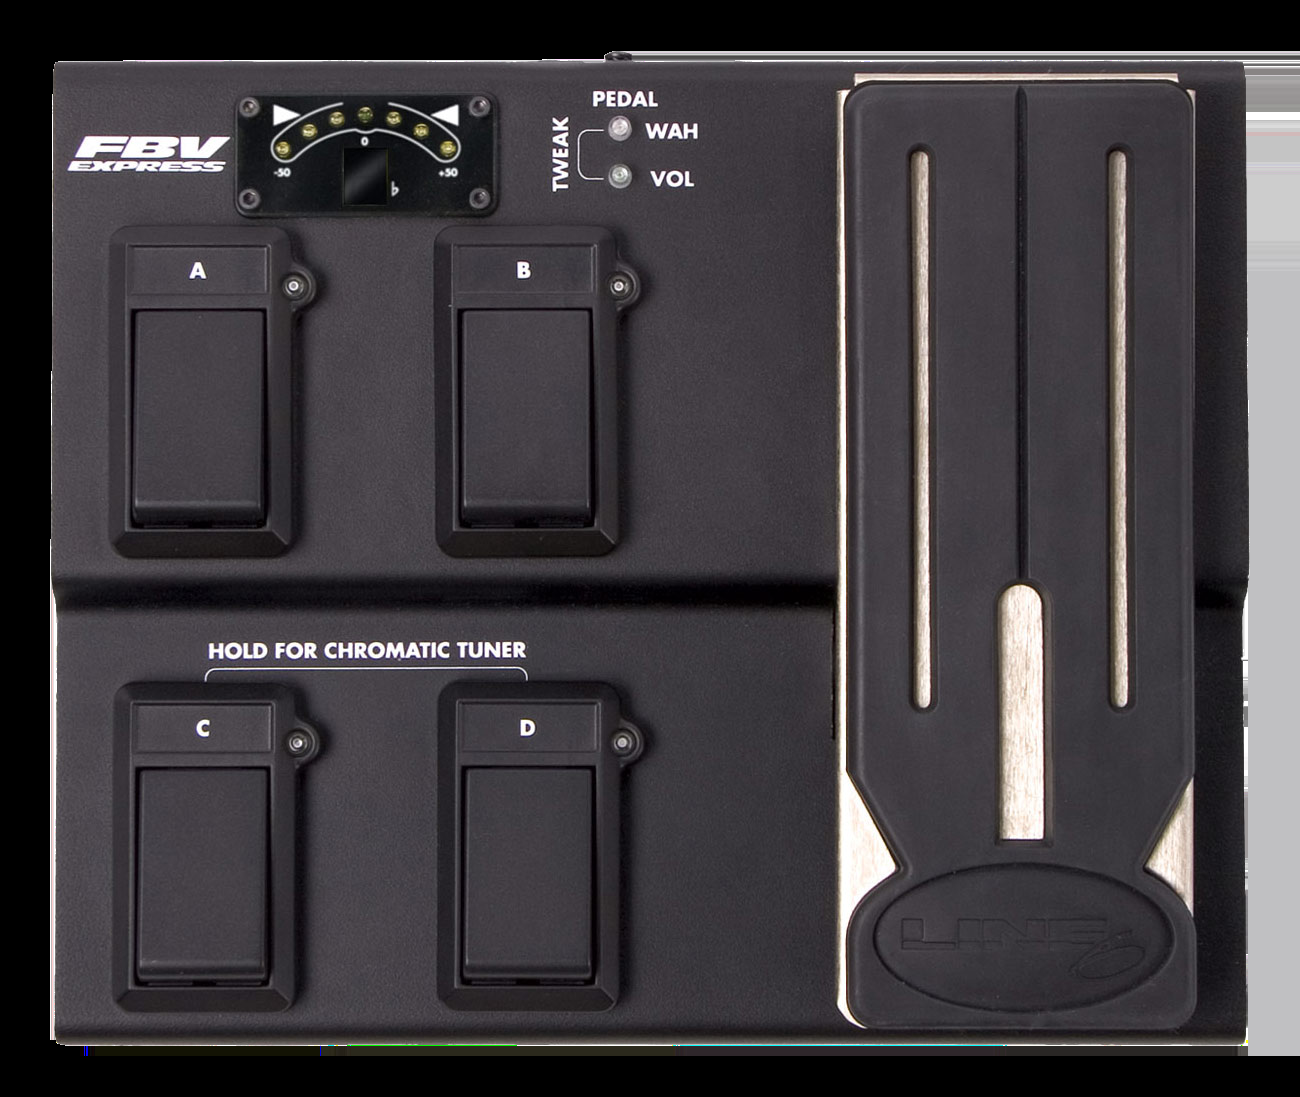 FBV
EXPRESS
0
-50
+50
♭
PEDAL
TWEAK
WAH
VOL
A
B
HOLD FOR CHROMATIC TUNER
C
D
LINE 6